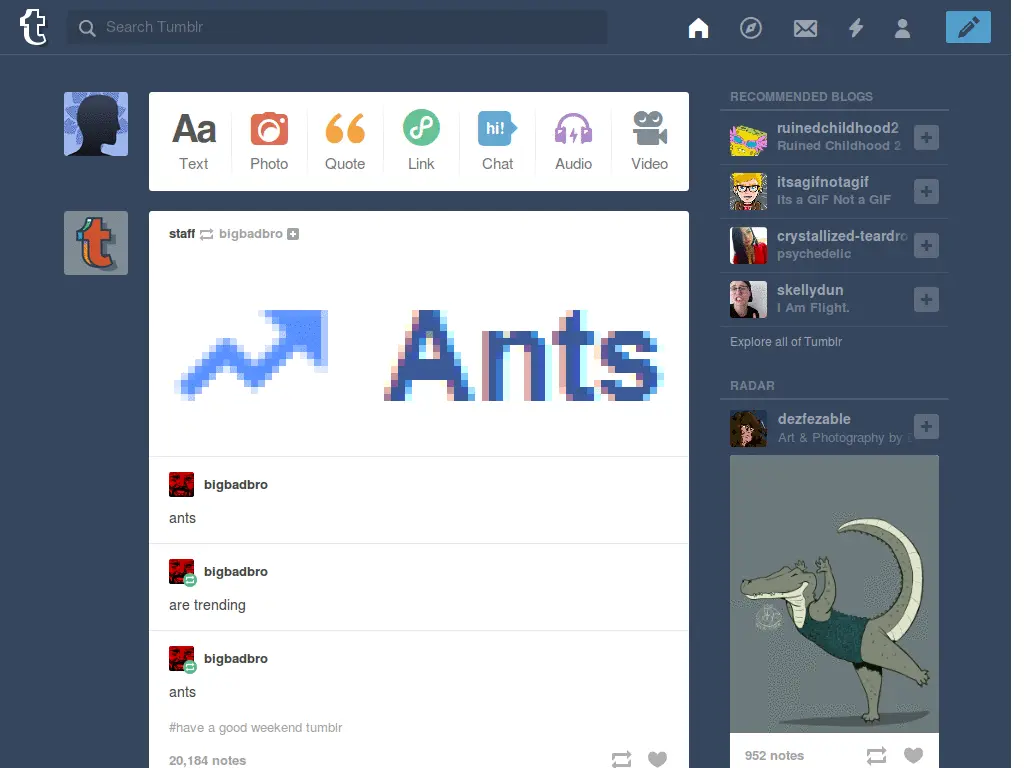 t
Search Tumblr
Aa
hi!
Text
Photo
Quote
Link
Chat
Audio
Video
t
staff bigbadbro
Ants
bigbadbro
ants
bigbadbro
are trending
bigbadbro
ants
#have a good weekend tumblr
20,184 notes
RECOMMENDED BLOGS
ruinedchildhood2
Ruined Childhood 2
itsagifnotagif
Its a GIF Not a GIF
crystallized-teardro
psychedelic
skellydun
I Am Flight.
Explore all of Tumblr
RADAR
dezfezable
Art & Photography by
952 notes